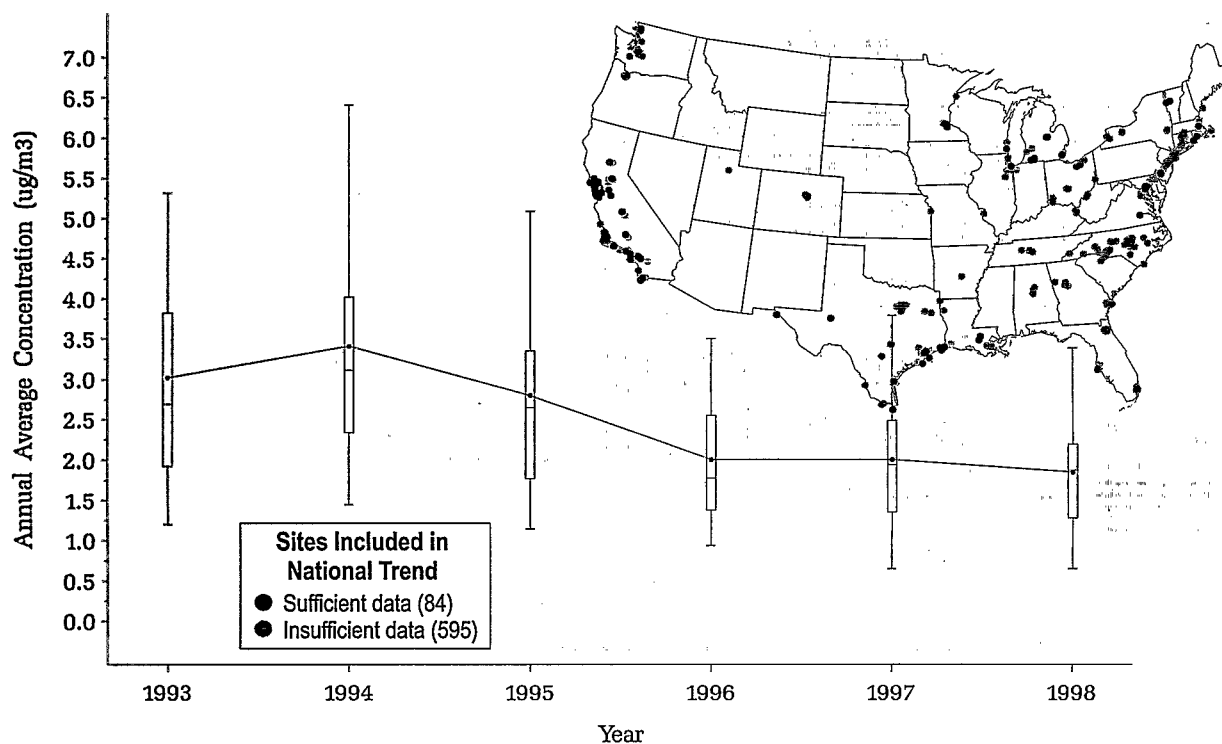 Annual Average Concentration (ug/m3)
7.0
6.5
6.0
5.5
5.0
4.5
4.0
3.5
3.0
2.5
2.0
1.5
1.0
0.5
0.0
Sites Included in
National Trend
Sufficient data (84)
Insufficient data (595)
1993 1994 1995 1996 1997 1998
Year